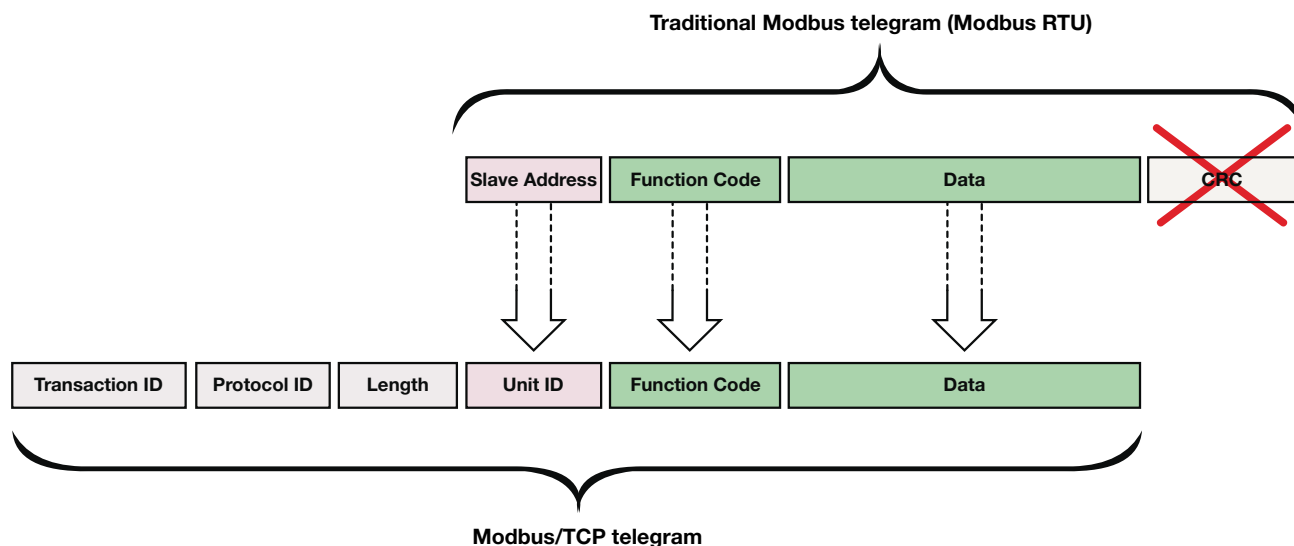 Traditional Modbus telegram (Modbus RTU)
Slave Address Function Code Data CRC
Transaction ID Protocol ID Length Unit ID Function Code Data
Modbus/TCP telegram